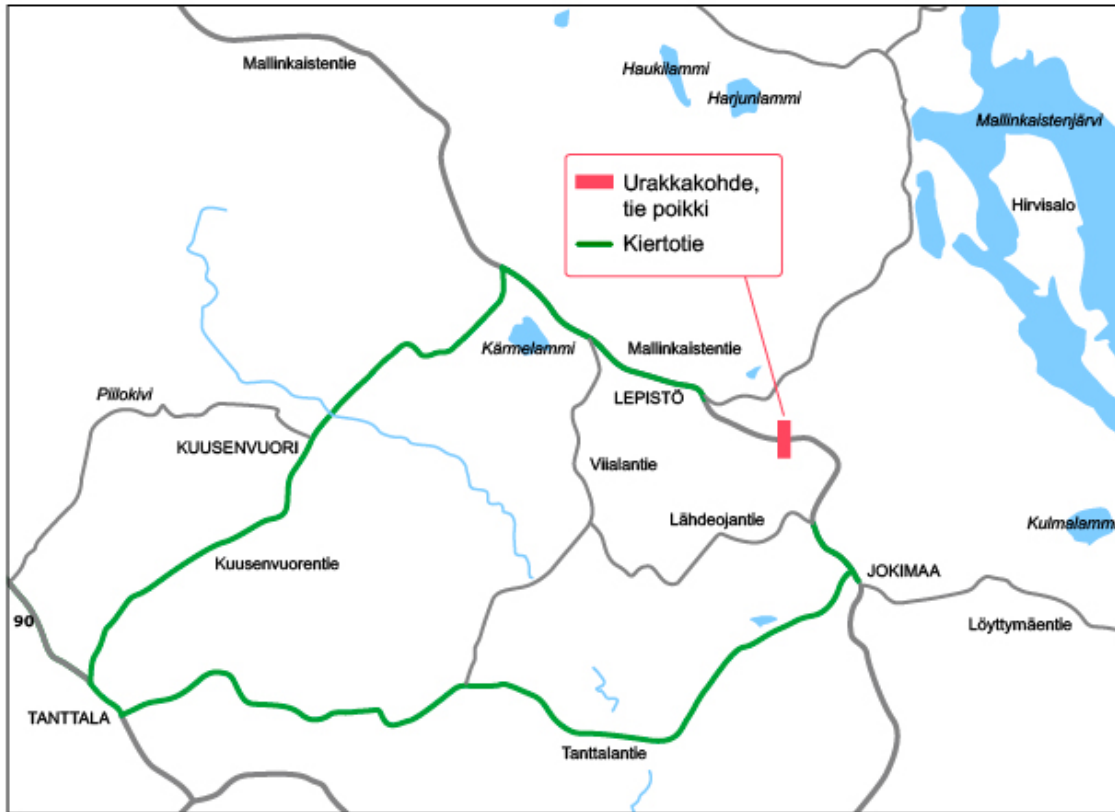 Mallinkaistentie
Haukilammi
Harjunlammi
Mallinkaistenjärvi
Urakkakohde,
tie poikki
Kiertotie
Hirvisalo
Kärmelammi
Mallinkaistentie
LEPISTÖ
Piilokivi
KUUSENVUORI
Viialantie
Lähdeojantie
Kulmalammi
Kuusenvuorentie
JOKIMAA
90
Löyttymäentie
TANTTALA
Tanttalantie